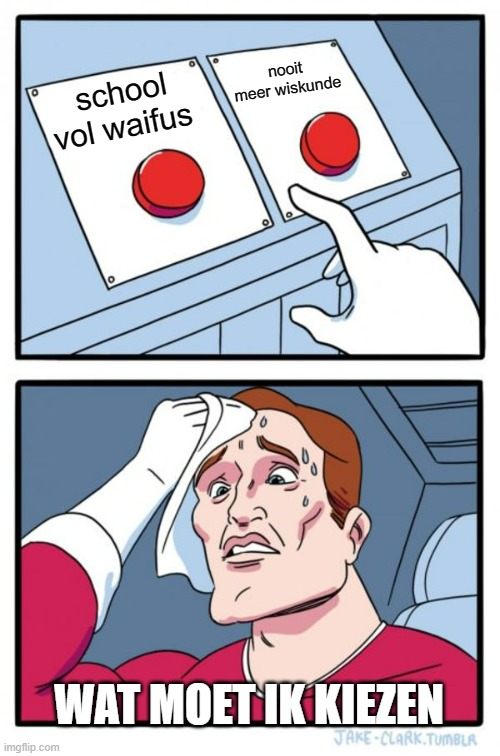 school
vol waifus
nooit
meer wiskunde
WAT MOET IK KIEZEN
JAKE-CLARK.TUMBLR
imgflip.com